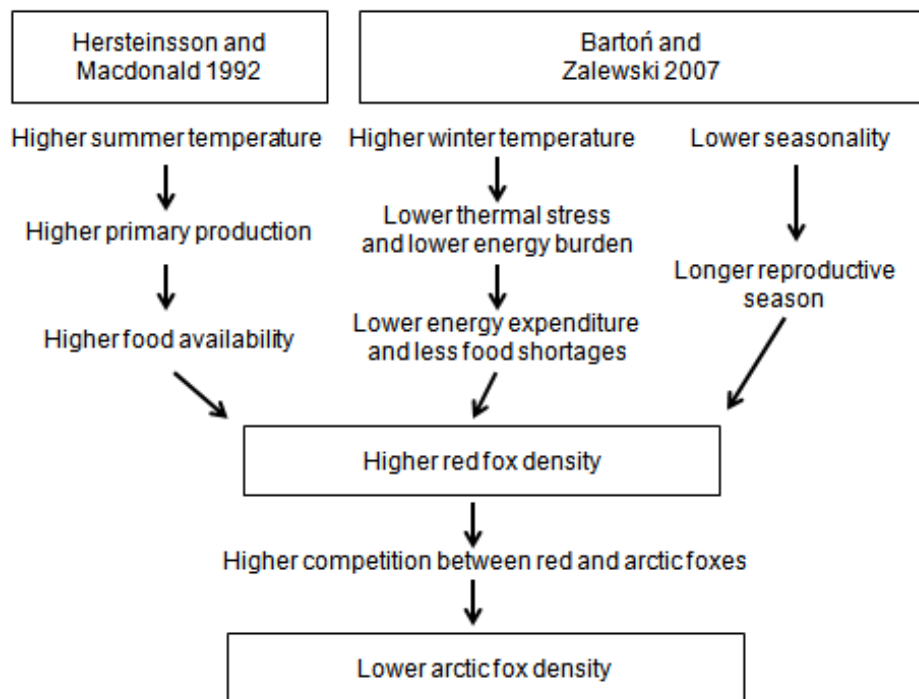 Hersteinsson and
Macdonald 1992
Bartoń and
Zalewski 2007
Higher summer temperature
Higher winter temperature
Lower seasonality
Higher primary production
Lower thermal stress
and lower energy burden
Longer reproductive
season
Higher food availability
Lower energy expenditure
and less food shortages
Higher red fox density
Higher competition between red and arctic foxes
Lower arctic fox density